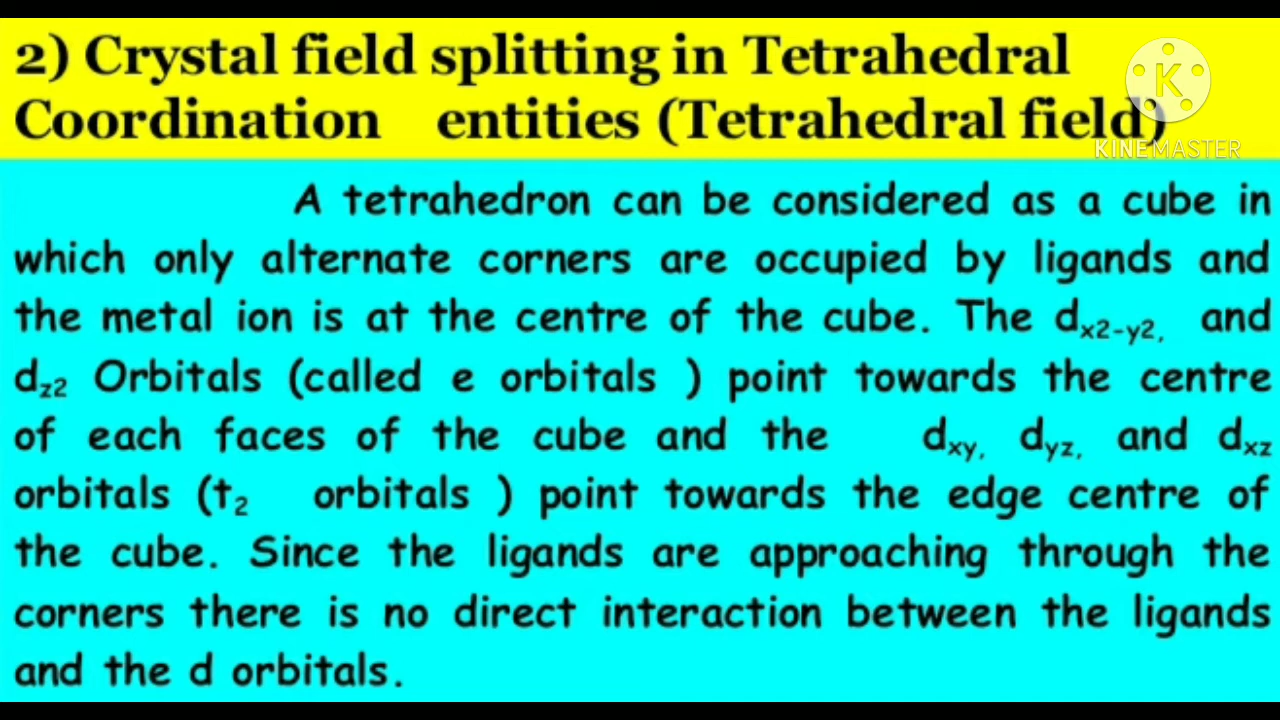 2) Crystal field splitting in Tetrahedral
Coordination entities (Tetrahedral field)
K
KINEMASTER
A tetrahedron can be considered as a cube in
which only alternate corners are occupied by ligands and
the metal ion is at the centre of the cube. The dx2-y2, and
dz2 Orbitals (called e orbitals ) point towards the centre
of each faces of the cube and the dxy, dyz, and dxz
orbitals (t2 orbitals ) point towards the edge centre of
the cube. Since the ligands are approaching through the
corners there is no direct interaction between the ligands
and the d orbitals.